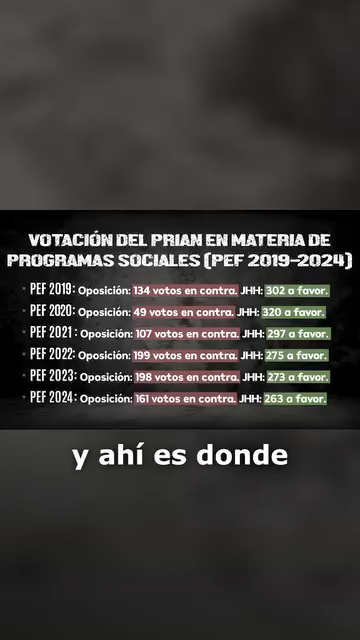 VOTACIÓN DEL PRIAN EN MATERIA DE
PROGRAMAS SOCIALES (PEF 2019-2024)
PEF 2019: Oposición: 134 votos en contra. JHH: 302 a favor.
PEF 2020: Oposición: 49 votos en contra. JHH: 320 a favor.
PEF 2021: Oposición: 107 votos en contra. JHH: 297 a favor.
PEF 2022: Oposición: 199 votos en contra. JHH: 275 a favor.
PEF 2023: Oposición: 198 votos en contra. JHH: 273 a favor.
PEF 2024: Oposición: 161 votos en contra. JHH: 263 a favor.
y ahí es donde